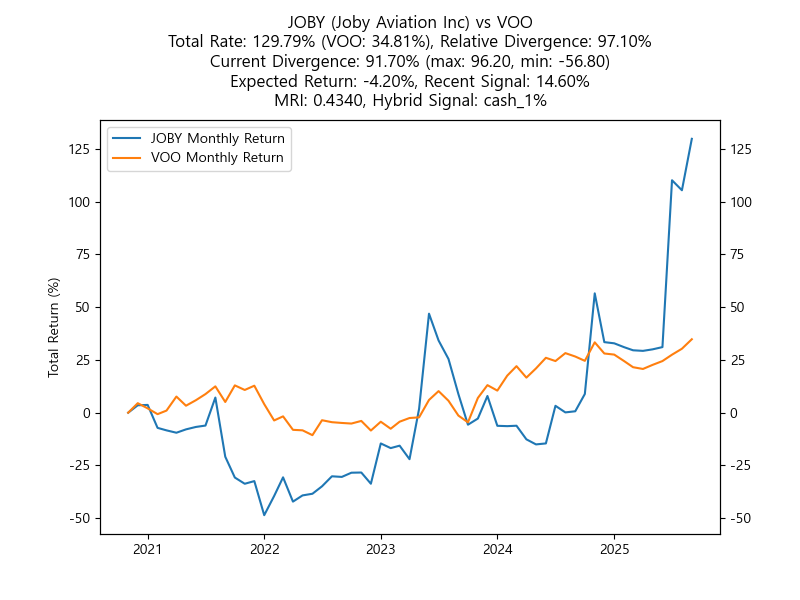 JOBY (Joby Aviation Inc) vs VOO
Total Rate: 129.79% (VOO: 34.81%), Relative Divergence: 97.10%
Current Divergence: 91.70% (max: 96.20, min: -56.80)
Expected Return: -4.20%, Recent Signal: 14.60%
MRI: 0.4340, Hybrid Signal: cash_1%
JOBY Monthly Return
VOO Monthly Return
Total Return (%)
125
100
75
50
25
0
-25
-50
125
100
75
50
25
0
-25
-50
2021
2022
2023
2024
2025